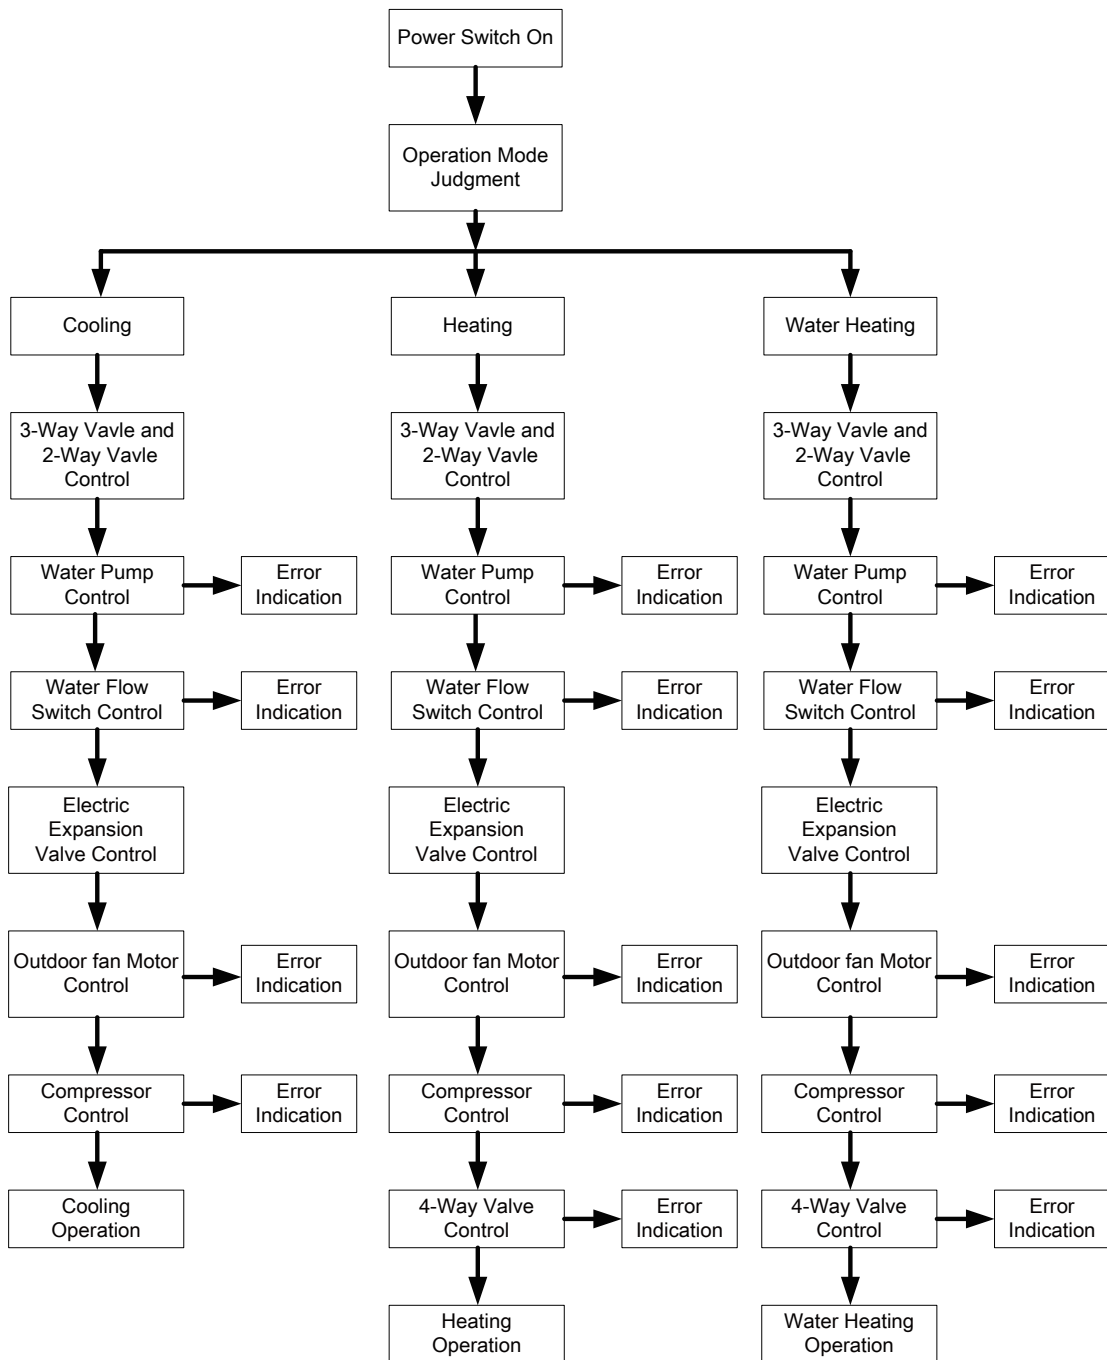 Power Switch On
Operation Mode
Judgment
Cooling
Heating
Water Heating
3-Way Vavle and
2-Way Vavle
Control
3-Way Vavle and
2-Way Vavle
Control
3-Way Vavle and
2-Way Vavle
Control
Water Pump
Control
Error
Indication
Water Pump
Control
Error
Indication
Water Pump
Control
Error
Indication
Water Flow
Switch Control
Error
Indication
Water Flow
Switch Control
Error
Indication
Water Flow
Switch Control
Error
Indication
Electric
Expansion
Valve Control
Electric
Expansion
Valve Control
Electric
Expansion
Valve Control
Outdoor fan Motor
Control
Error
Indication
Outdoor fan Motor
Control
Error
Indication
Outdoor fan Motor
Control
Error
Indication
Compressor
Control
Error
Indication
Compressor
Control
Error
Indication
Compressor
Control
Error
Indication
Cooling
Operation
4-Way Valve
Control
Error
Indication
4-Way Valve
Control
Error
Indication
Heating
Operation
Water Heating
Operation